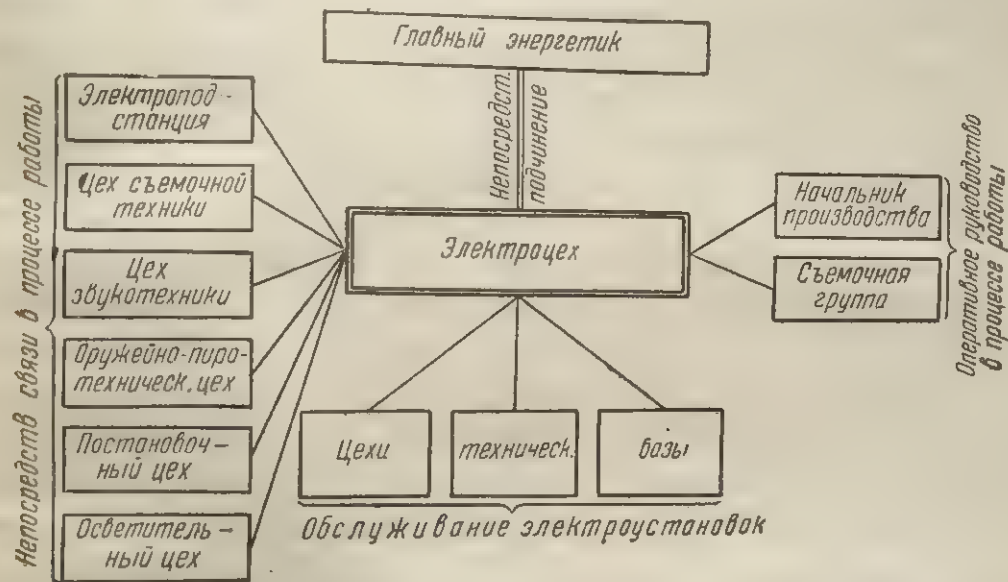 Главный энергетик
Непосредст.
подчинение
Непосредств связи в процессе работы
Электропод-
станция
Цех съемочной
техники
Цех
звукотехники
Оружейно-пиро-
техническ. цех
Постановоч-
ный цех
Осветитель-
ный цех
Электроцех
Начальник
производства
Съемочная
группа
Оперативное руководство
в процессе работы
Цехи
техническ.
базы
Обслуживание электроустановок